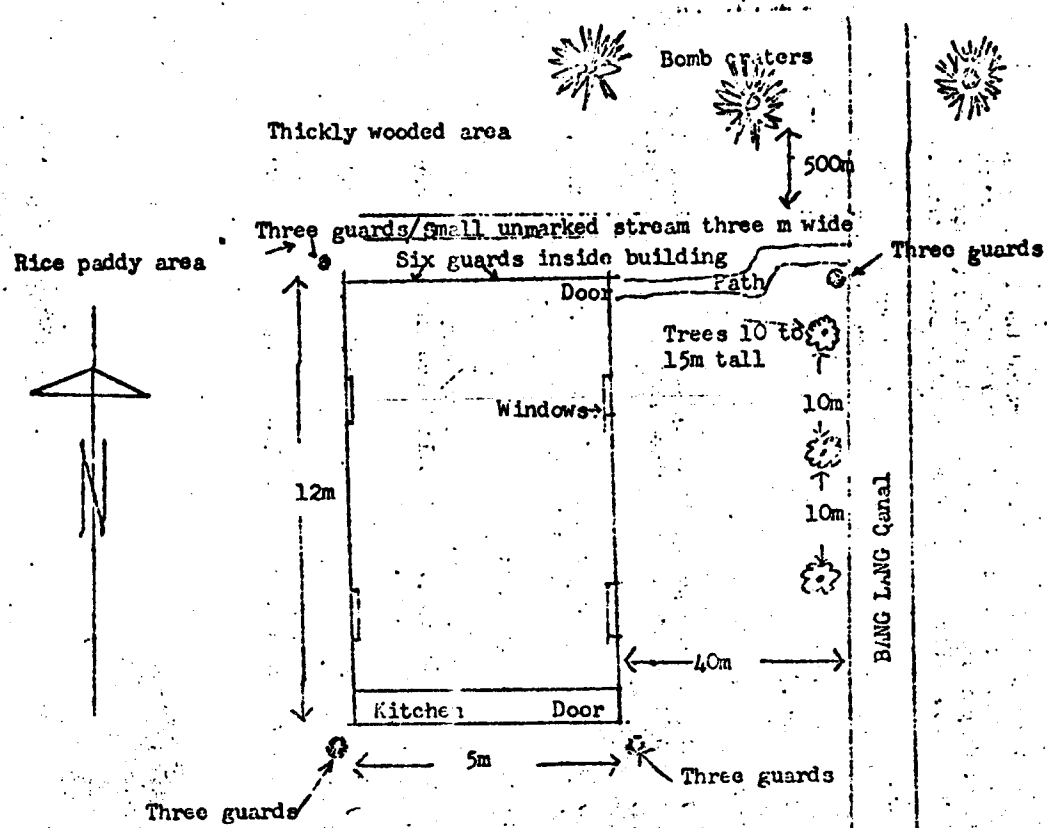 Bomb craters
Thickly wooded area
500m
Three guards/small unmarked stream three m wide
Rice paddy area
Six guards inside building
Three guards
Door
Path
Trees 10 to
15m tall
Windows
10m
12m
10m
N
BANG LANG Canal
40m
Kitchen
Door
5m
Three guards
Three guards